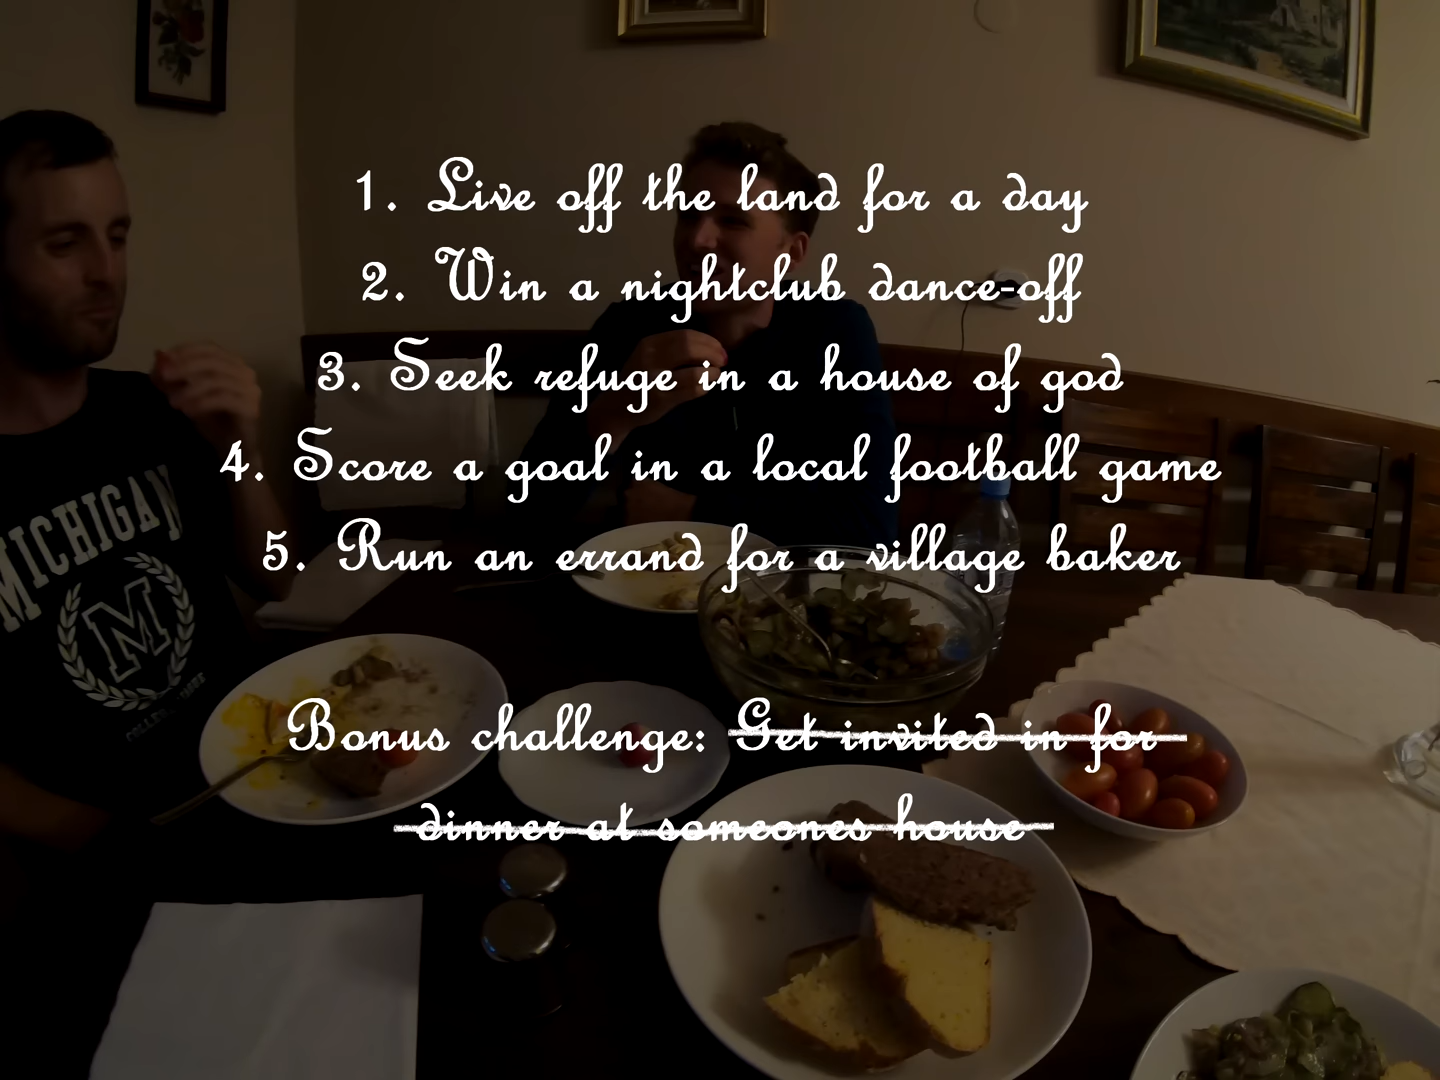 1. Live off the land for a day
2. Win a nightclub dance-off
3. Seek refuge in a house of god
4. Score a goal in a local football game
5. Run an errand for a village baker
Bonus challenge: Get invited in for
dinner at someones house
MICHIGAN
M